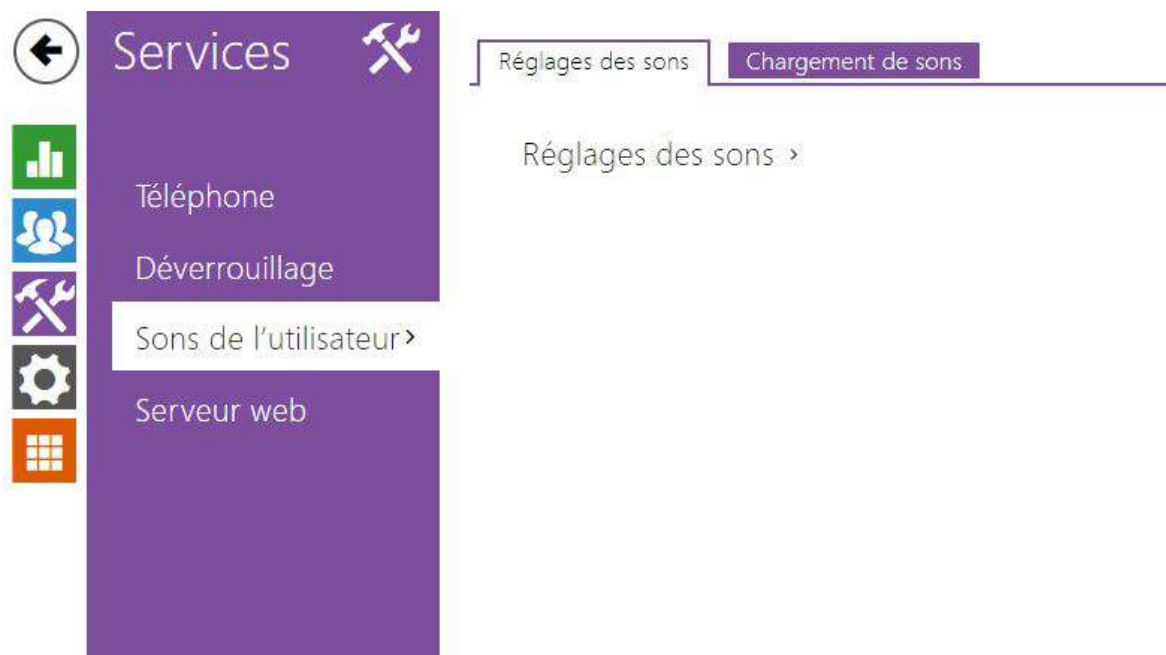 Services
Réglages des sons
Chargement de sons
Réglages des sons ›
Téléphone
Déverrouillage
Sons de l'utilisateur›
Serveur web